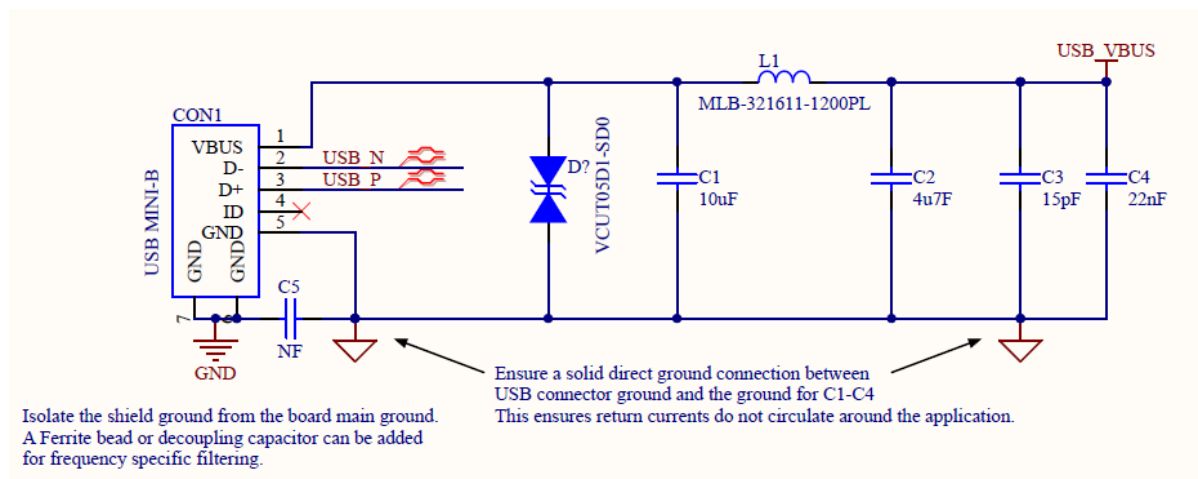 USB_VBUS
L1
MLB-321611-1200PL
CON1
VBUS 1
D- 2 USB_N
D+ 3 USB_P
ID 4
GND 5
USB MINI-B
GND
GND
7
6
D?
VCUT05D1-SD0
C1
10uF
C2
4u7F
C3
15pF
C4
22nF
C5
NF
GND
Ensure a solid direct ground connection between
USB connector ground and the ground for C1-C4
This ensures return currents do not circulate around the application.
Isolate the shield ground from the board main ground.
A Ferrite bead or decoupling capacitor can be added
for frequency specific filtering.